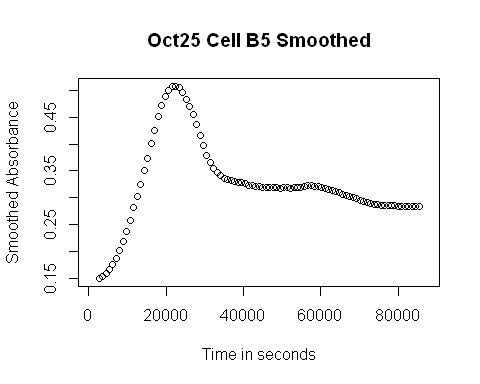 Oct25 Cell B5 Smoothed
Smoothed Absorbance
0.45
0.35
0.25
0.15
0 20000 40000 60000 80000
Time in seconds